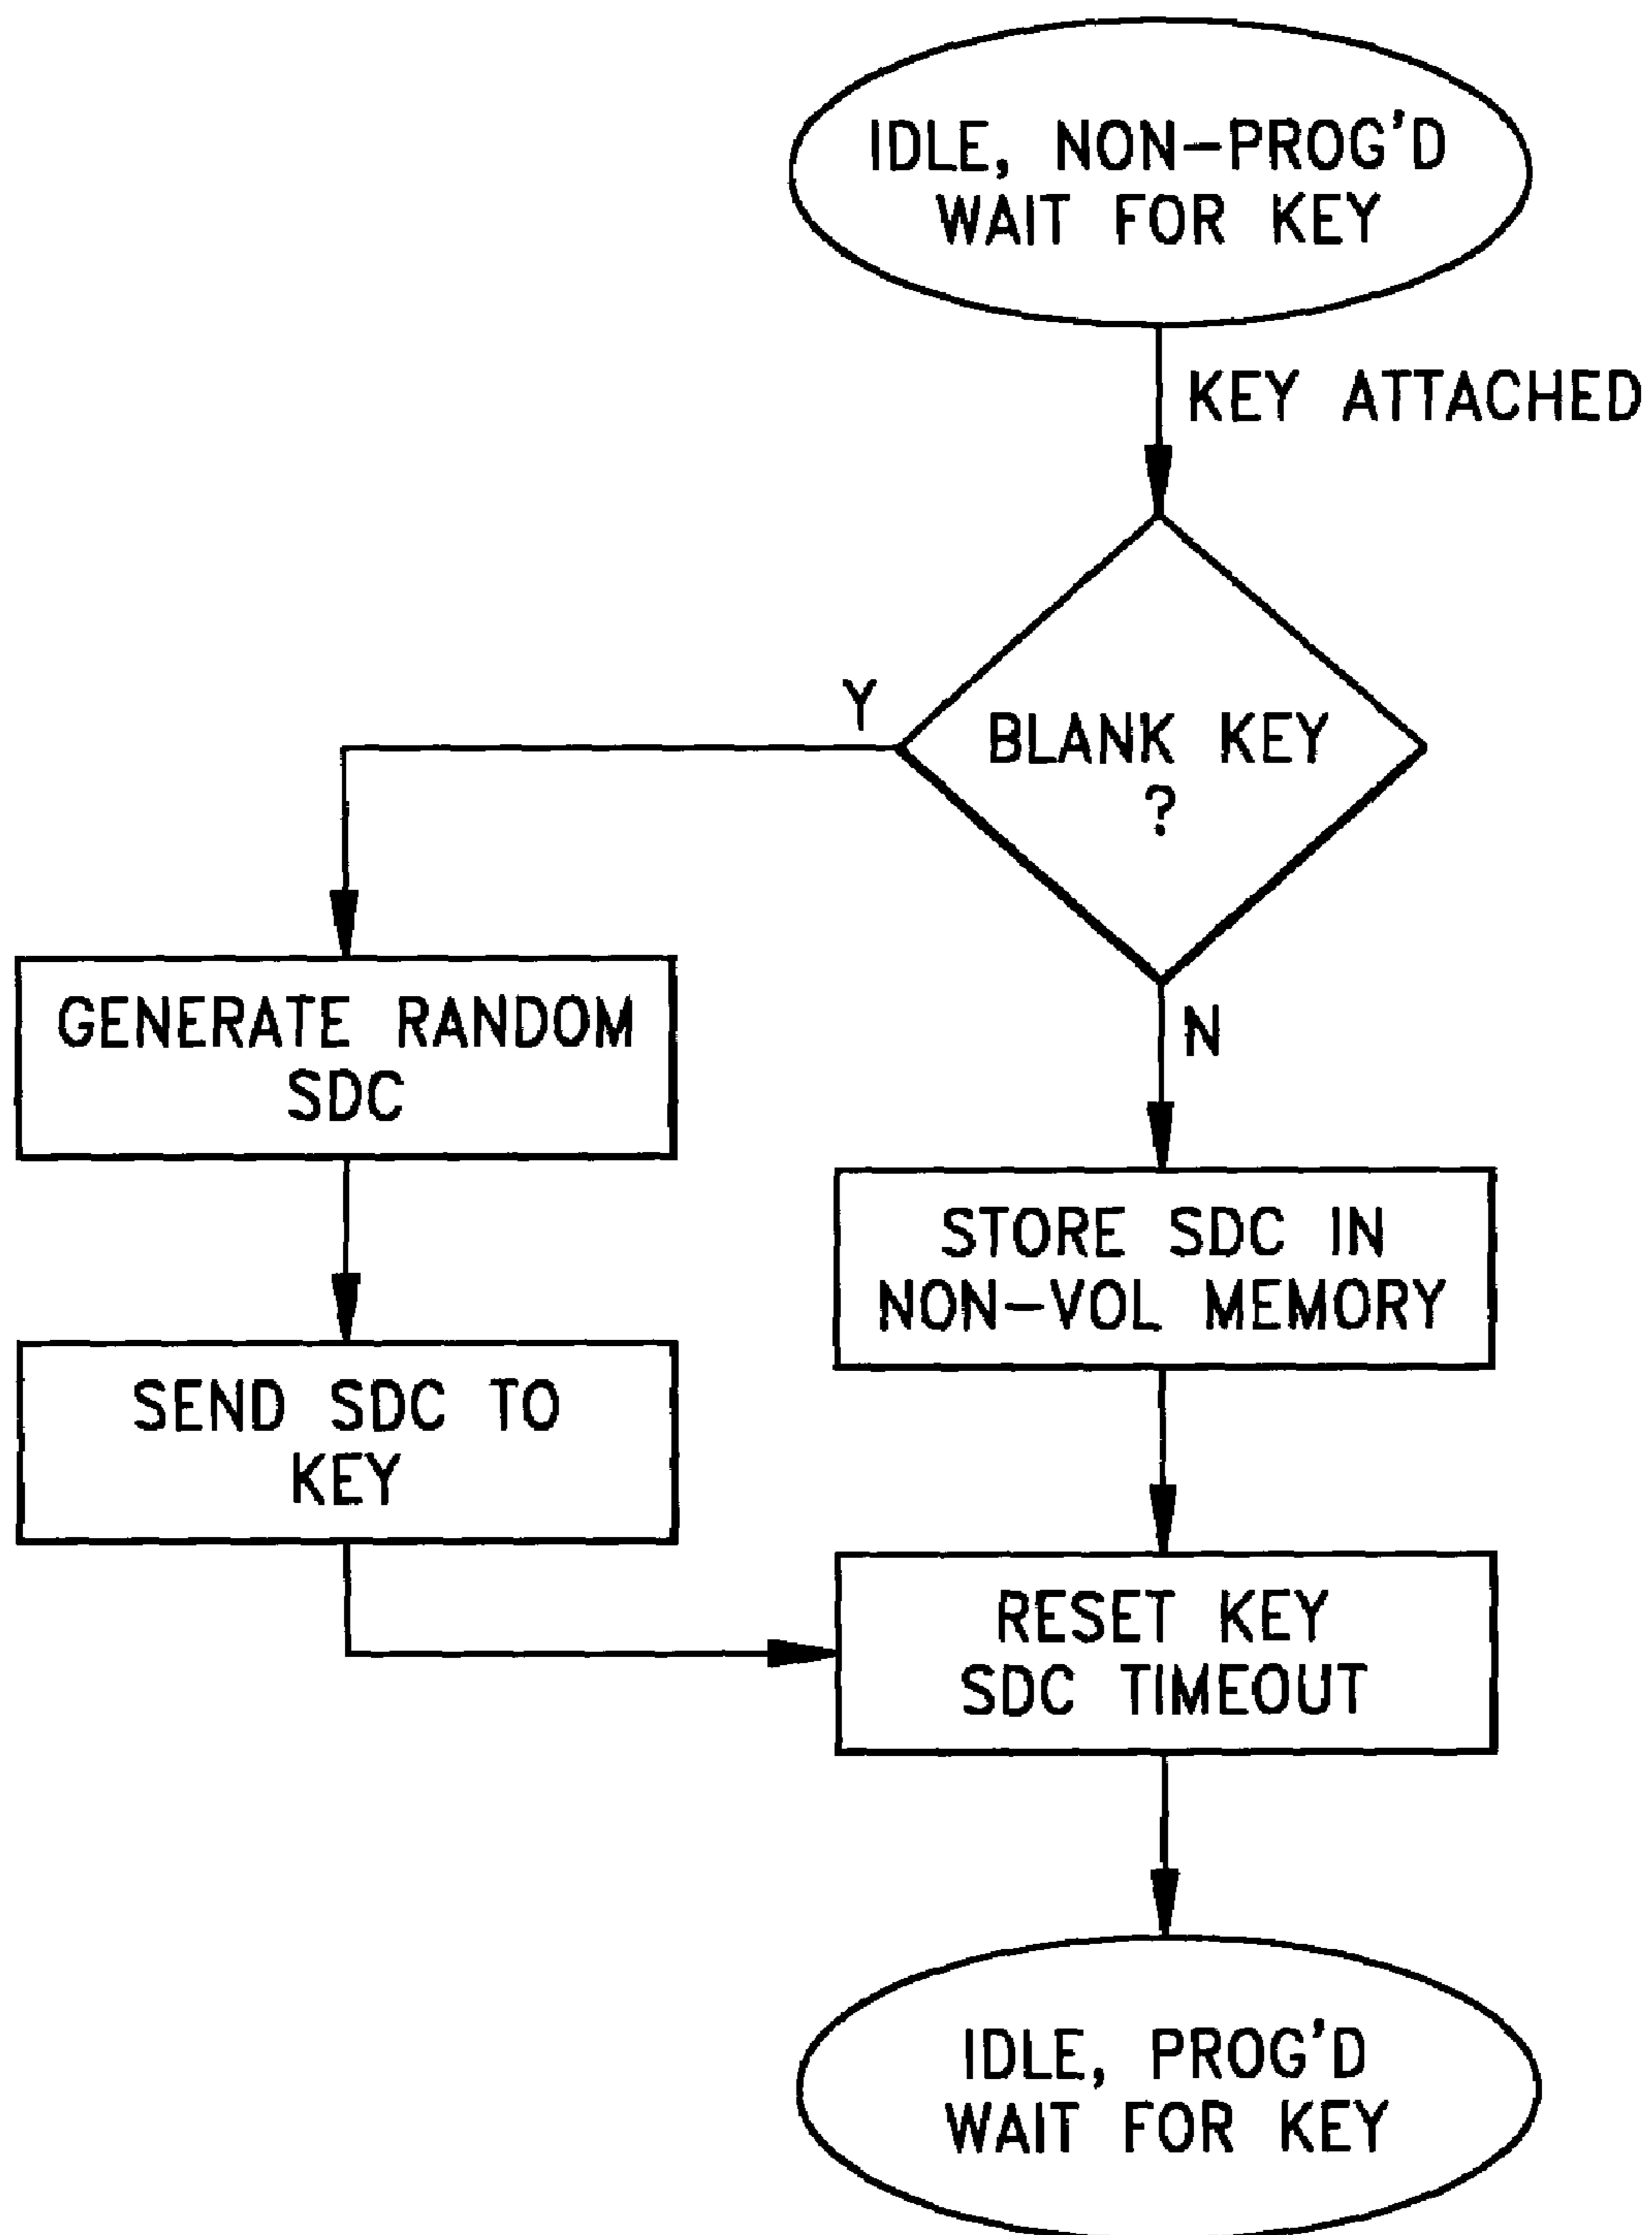 IDLE, NON-PROG'D
WAIT FOR KEY
KEY ATTACHED
Y
BLANK KEY
?
N
GENERATE RANDOM
SDC
STORE SDC IN
NON-VOL MEMORY
SEND SDC TO
KEY
RESET KEY
SDC TIMEOUT
IDLE, PROG'D
WAIT FOR KEY